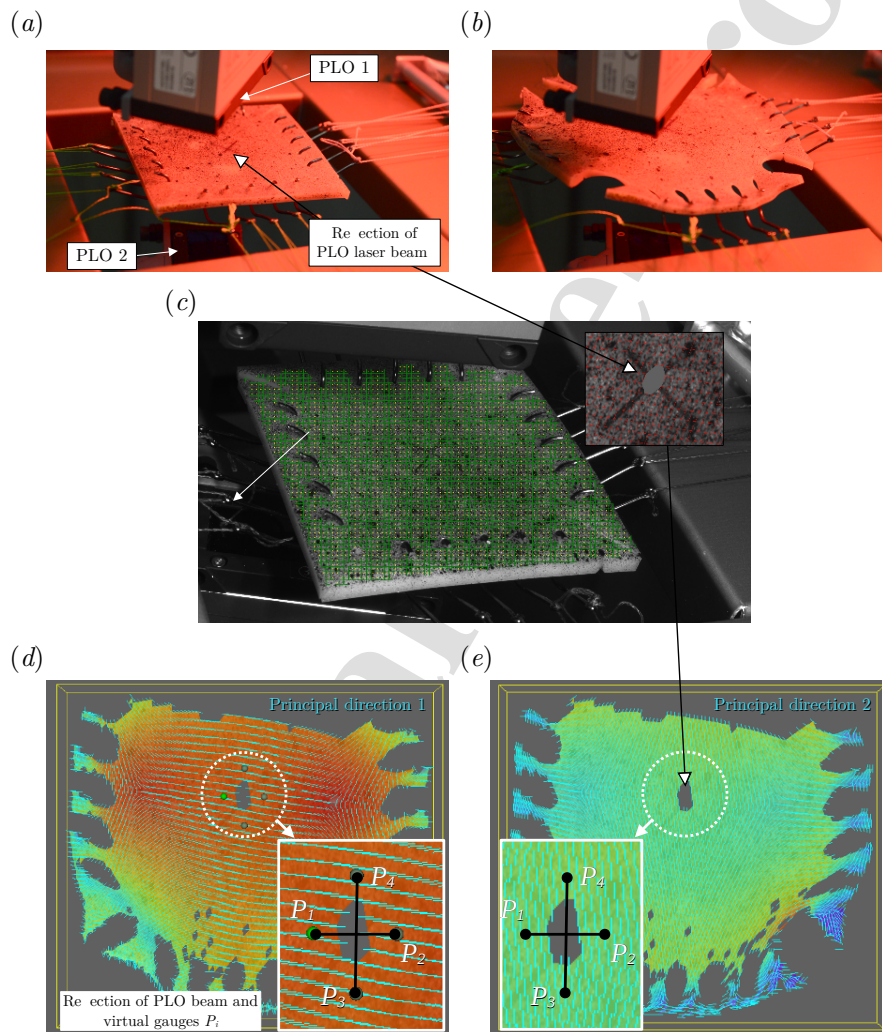 (a)
(b)
PLO 1
PLO 2
Re ection of
PLO laser beam
(c)
(d)
(e)
Principal direction 1
Principal direction 2
P4
P1
P2
P3
P4
P1
P2
P3
Re ection of PLO beam and
virtual gauges Pi